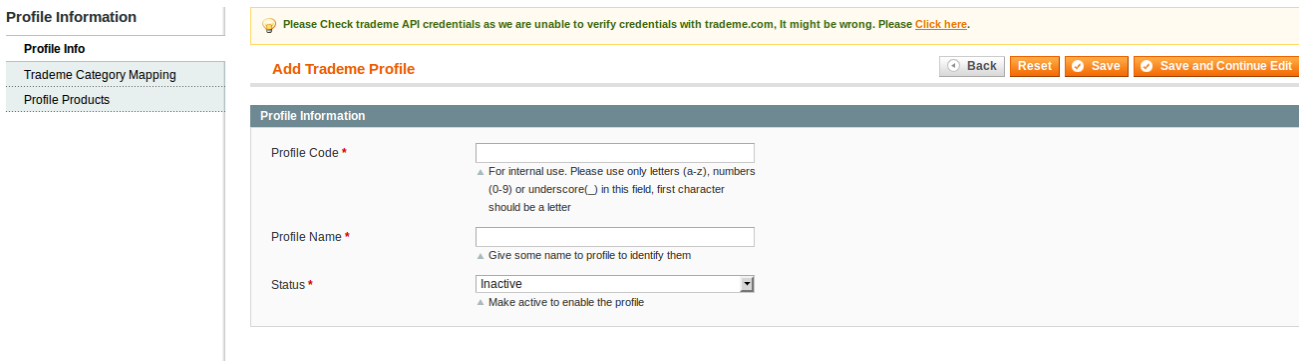 Profile Information
Profile Info
Trademe Category Mapping
Profile Products
Please Check trademe API credentials as we are unable to verify credentials with trademe.com, It might be wrong. Please Click here.
Add Trademe Profile
Back Reset Save Save and Continue Edit
Profile Information
Profile Code *
For internal use. Please use only letters (a-z), numbers
(0-9) or underscore(_) in this field, first character
should be a letter
Profile Name *
Give some name to profile to identify them
Status *
Inactive
Make active to enable the profile